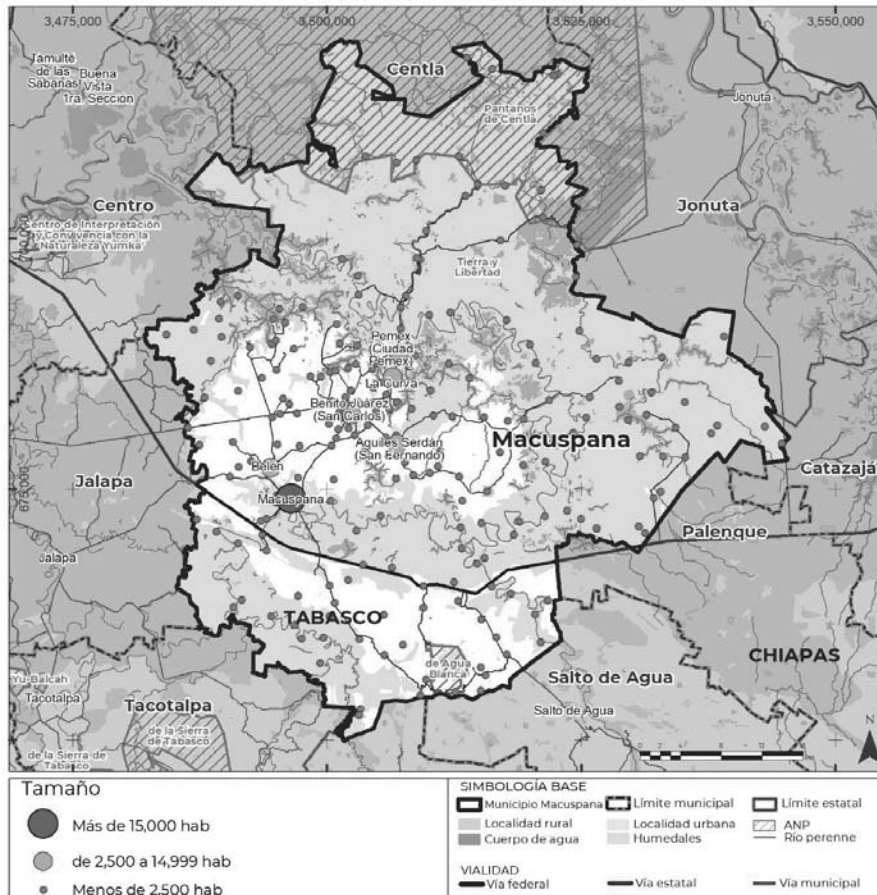 3,475,000
3,500,000
3,525,000
3,550,000
Tamulté
de las
Sabanas
Buena
Vista
1ra. Sección
Centla
Pantanos
de Centla
Jonuta
Centro
Jonuta
Centro de Interpretación
y Convivencia con la
Naturaleza Yumka'
Tierra y
Libertad
Pemex
(Ciudad
Pemex)
La Curva
Benito Juárez
(San Carlos)
Macuspana
Aquiles Serdán
(San Fernando)
Belén
Catazajá
Jalapa
675,000
Macuspana
Palenque
Jalapa
TABASCO
CHIAPAS
de Agua
Blanca
Salto de Agua
Yu-Balcah
Tacotalpa
Tacotalpa
Salto de Agua
de la Sierra
de Tabasco
de la Sierra de
Tabasco
N
Tamaño
Más de 15,000 hab
de 2,500 a 14,999 hab
Menos de 2,500 hab
SIMBOLOGÍA BASE
Municipio Macuspana
Límite municipal
Límite estatal
Localidad rural
Localidad urbana
ANP
Cuerpo de agua
Humedales
Río perenne
VIALIDAD
Vía federal
Vía estatal
Vía municipal